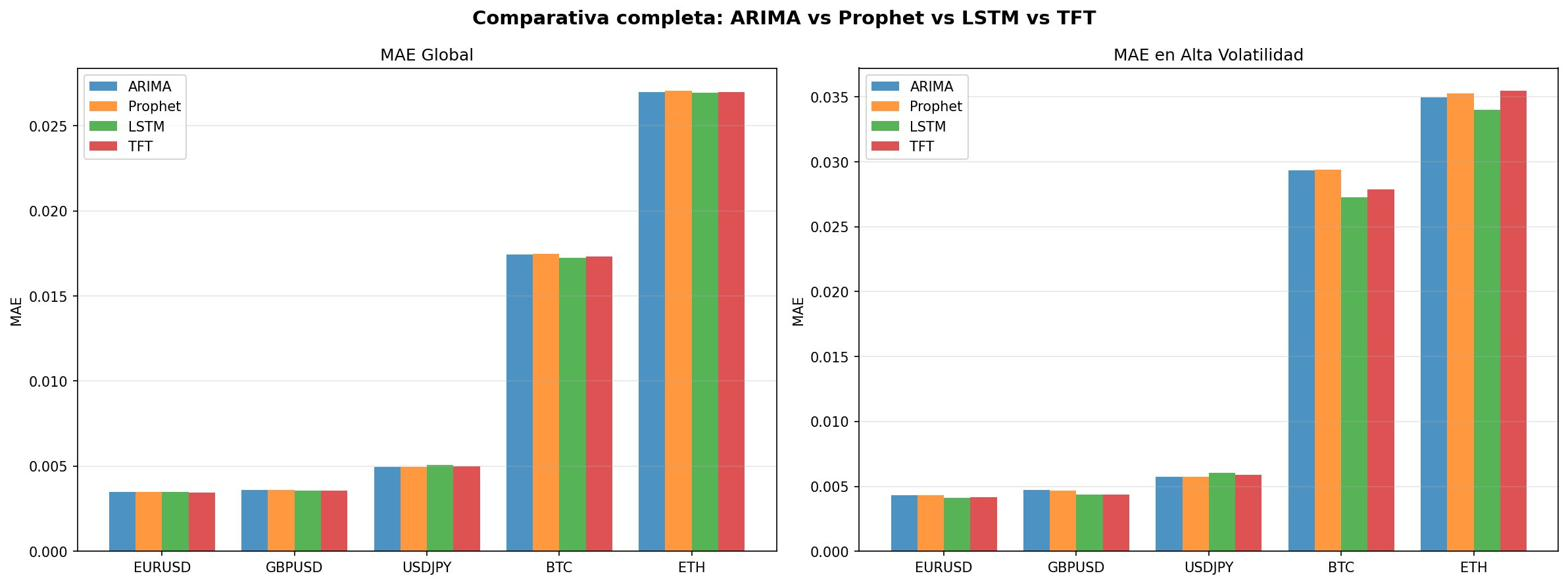 Comparativa completa: ARIMA vs Prophet vs LSTM vs TFT
MAE Global
ARIMA
Prophet
LSTM
TFT
MAE
0.025
0.020
0.015
0.010
0.005
0.000
EURUSD
GBPUSD
USDJPY
BTC
ETH
MAE en Alta Volatilidad
ARIMA
Prophet
LSTM
TFT
MAE
0.035
0.030
0.025
0.020
0.015
0.010
0.005
0.000
EURUSD
GBPUSD
USDJPY
BTC
ETH